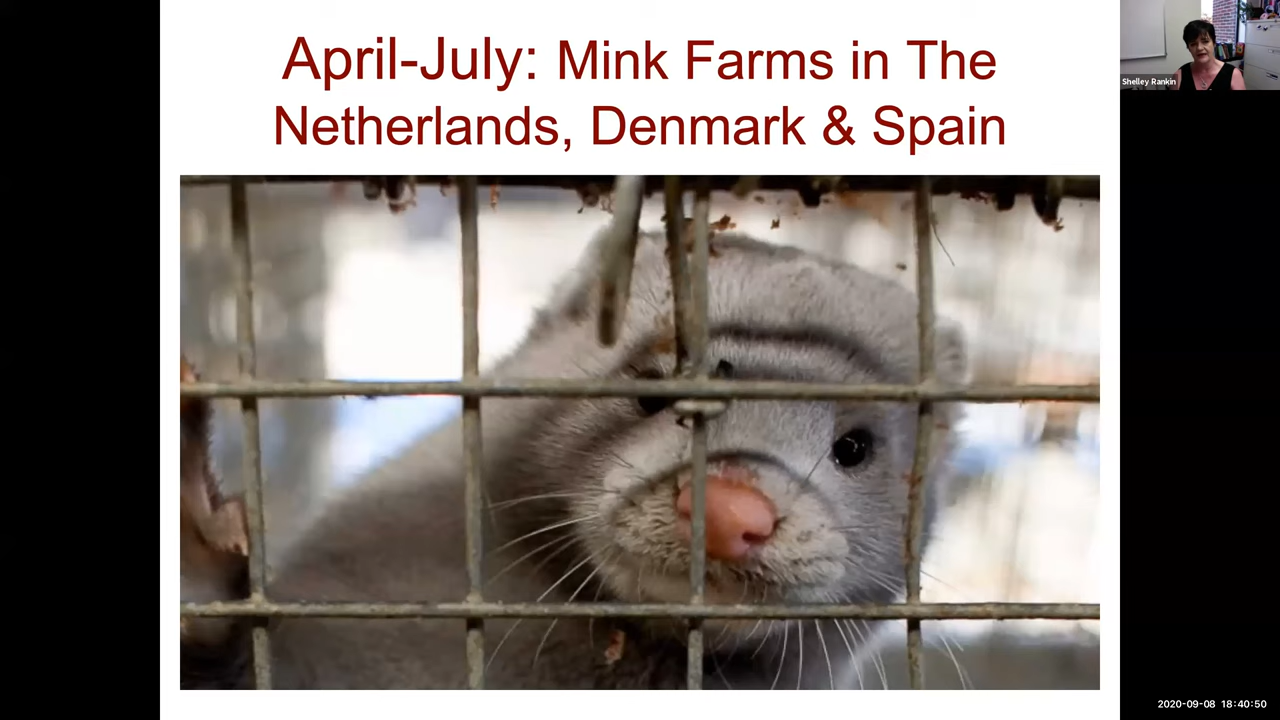 April-July: Mink Farms in The
Netherlands, Denmark & Spain
Shelley Rankin
2020-09-08 18:40:50